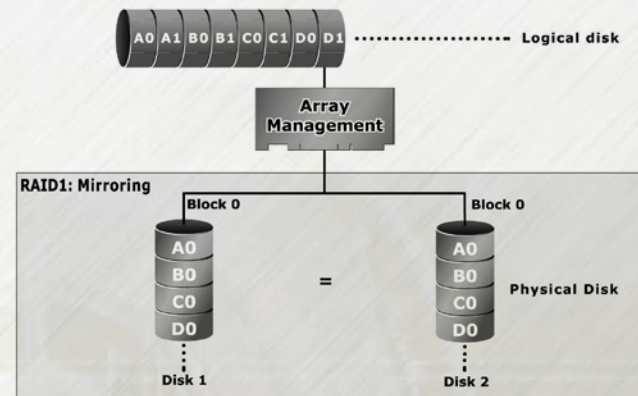 A0 A1 B0 B1 C0 C1 D0 D1
Logical disk
Array
Management
RAID1: Mirroring
Block 0
Block 0
A0
B0
C0
D0
=
A0
B0
C0
D0
Physical Disk
Disk 1
Disk 2